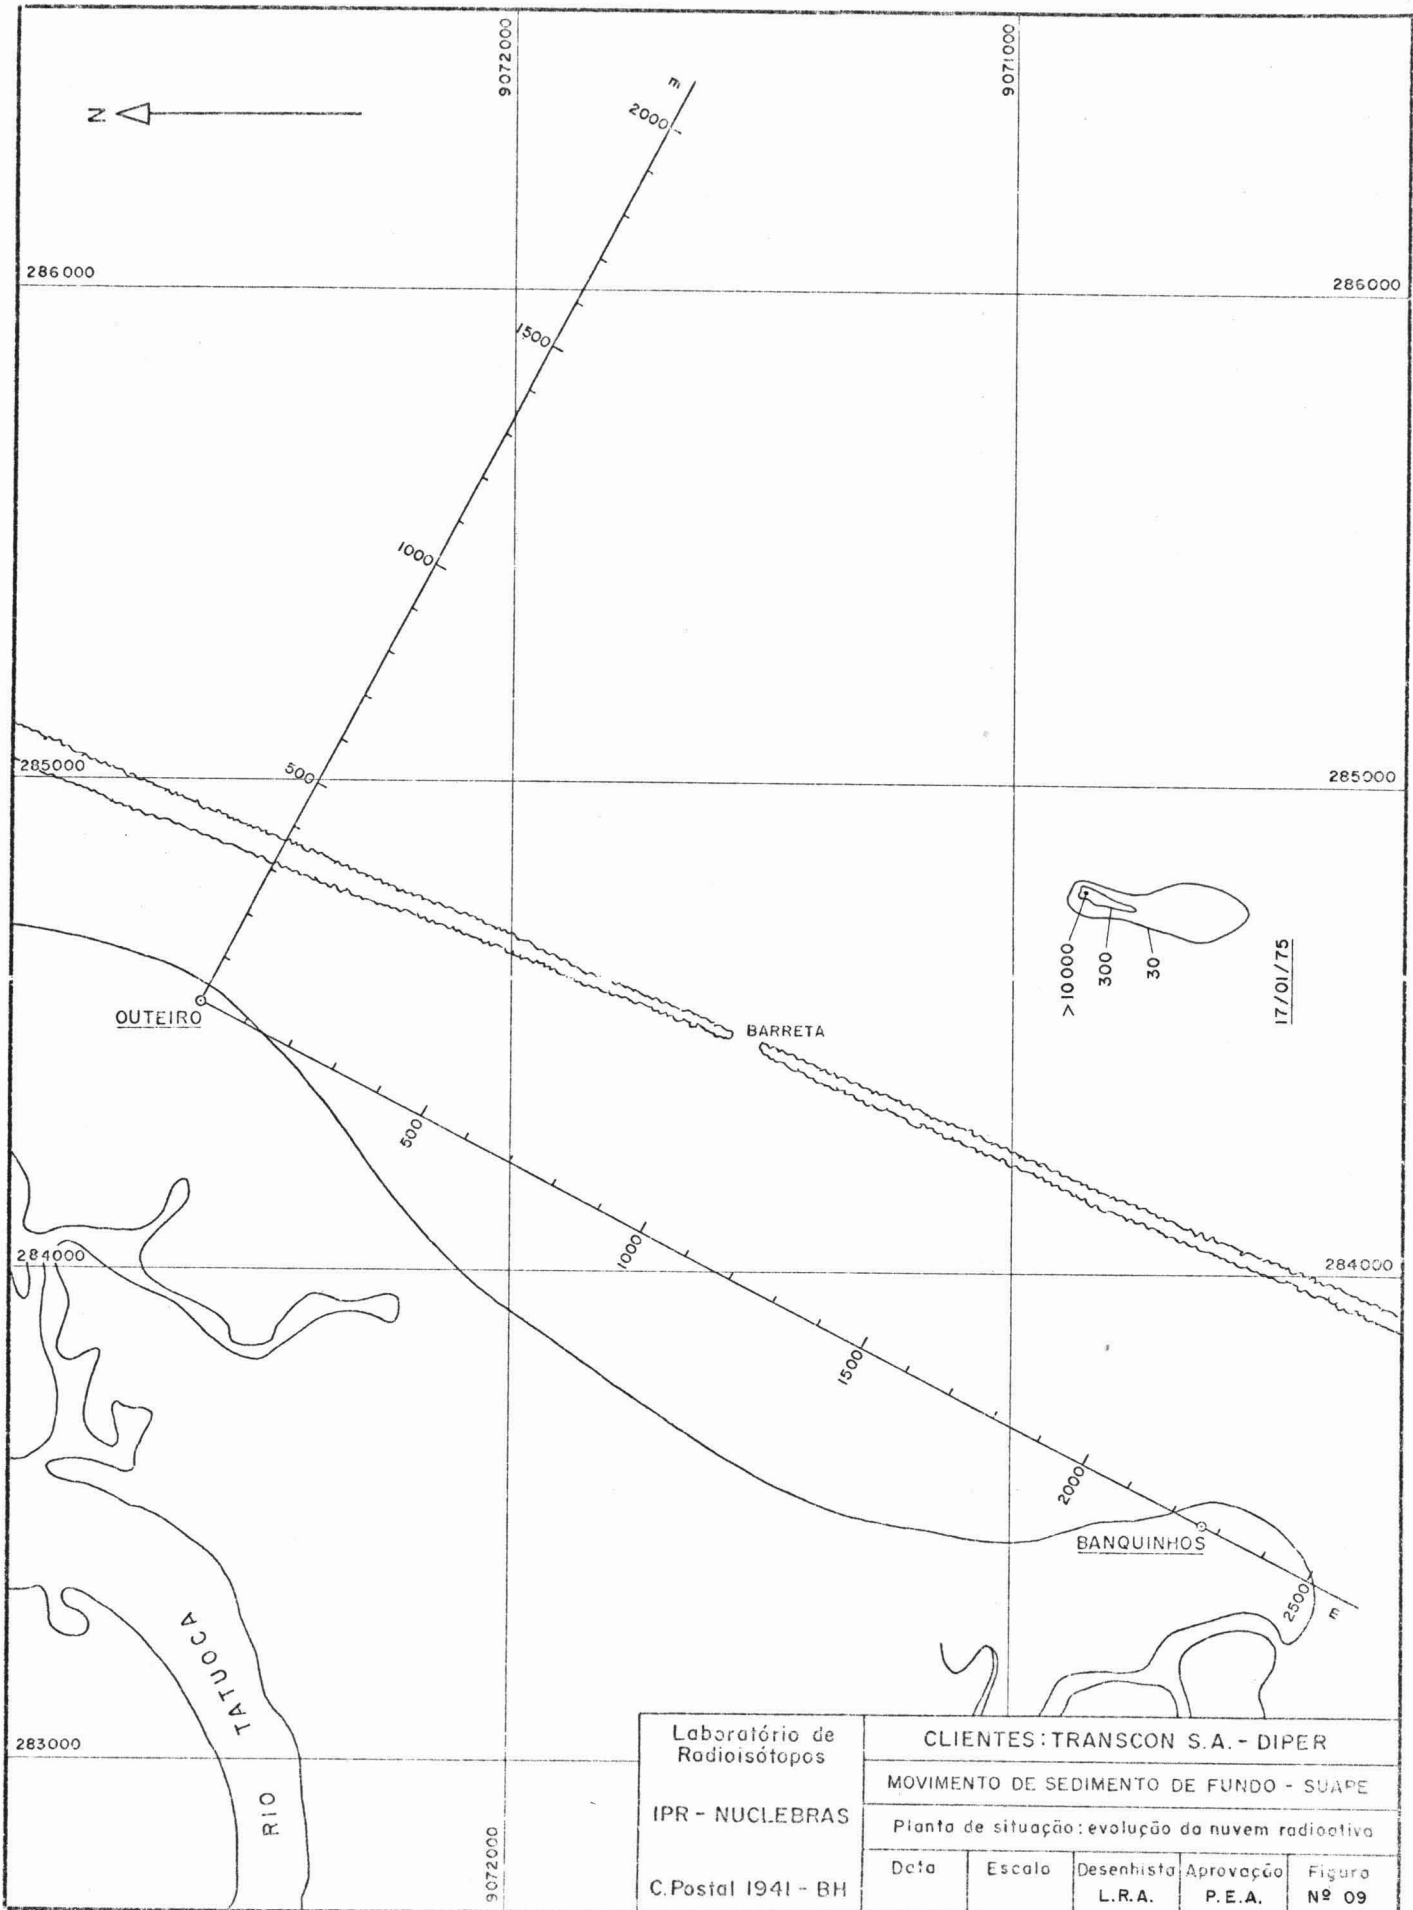 9072000
9071000
N
m
2000
286000
286000
1500
1000
285000
500
285000
>10000
300
30
17/01/75
OUTEIRO
BARRETA
500
284000
1000
284000
1500
2000
BANQUINHOS
2500
m
RIO TATUOCA
283000
9072000
Laboratório de
Radioisótopos
IPR - NUCLEBRAS
C.Postal 1941 - BH
CLIENTES: TRANSCON S.A. - DIPER
MOVIMENTO DE SEDIMENTO DE FUNDO - SUAPE
Planta de situação: evolução da nuvem radioativa
Data
Escala
Desenhista
L.R.A.
Aprovação
P.E.A.
Figura
Nº 09